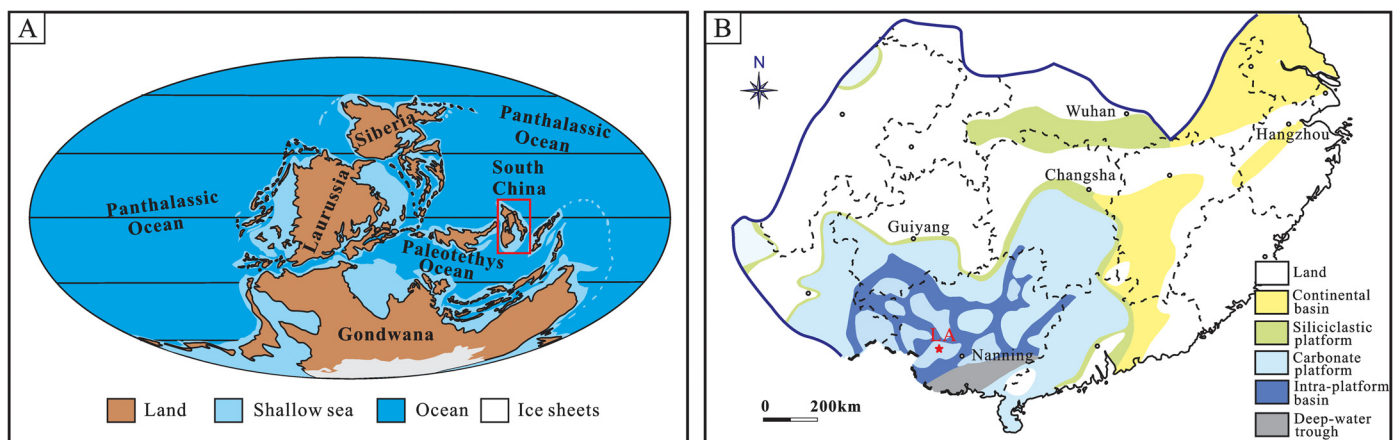 A
Panthalassic
Ocean
Siberia
South
China
Panthalassic
Ocean
Laurussia
Paleotethys
Ocean
Gondwana
Land
Shallow sea
Ocean
Ice sheets
B
N
Wuhan
Hangzhou
Changsha
Guiyang
LA
Nanning
0 200km
Land
Continental
basin
Siliciclastic
platform
Carbonate
platform
Intra-platform
basin
Deep-water
trough